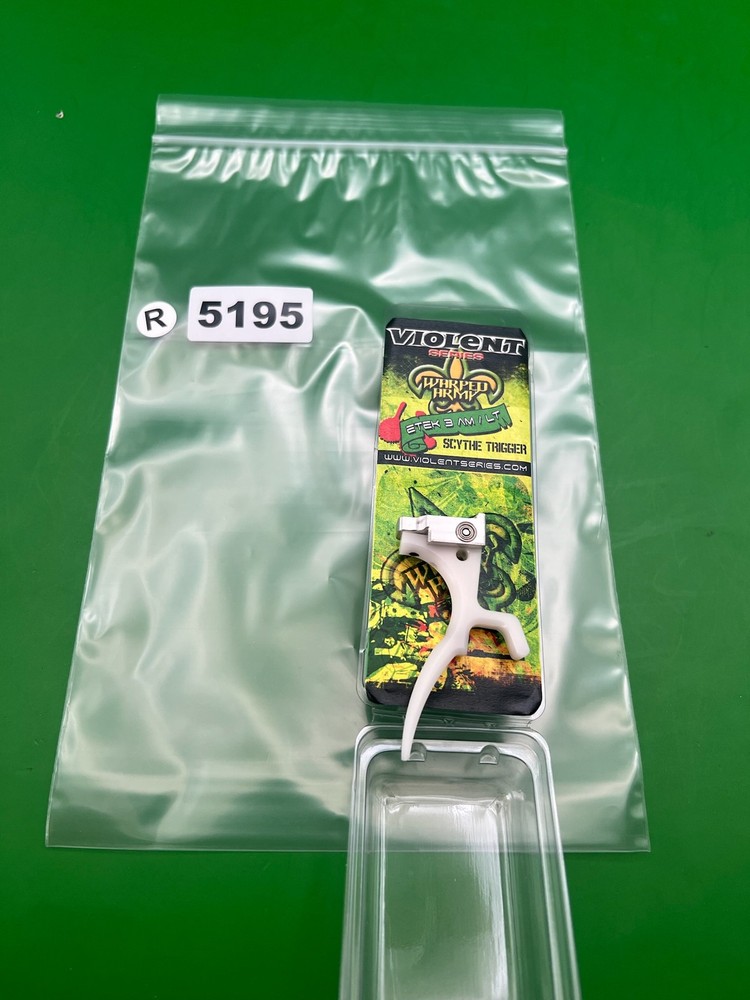 R
5195
VIOLENT
SERIES
WARPED
ARMY
ETEK 3 AM / LT
SCYTHE TRIGGER
WWW.VIOLENTSERIES.COM